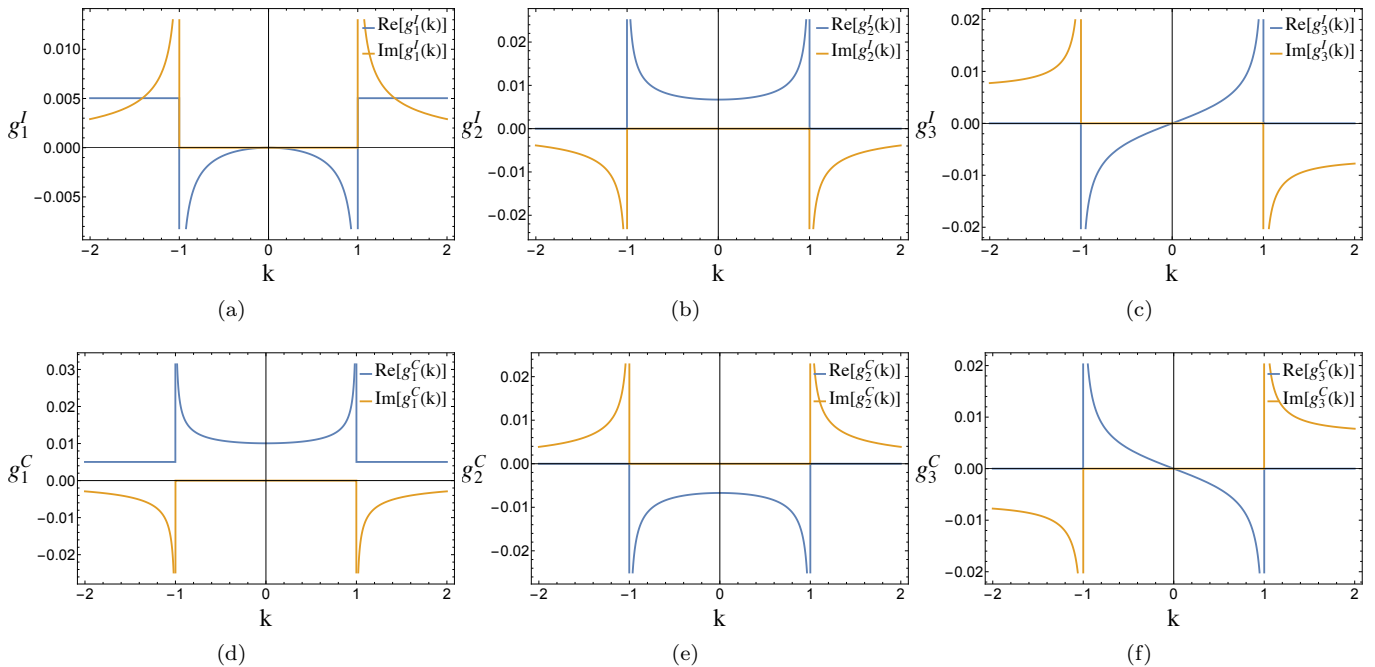 Re[g₁ᴵ(k)]
Im[g₁ᴵ(k)]
0.010
0.005
0.000
−0.005
g₁ᴵ
−2 −1 0 1 2
k
(a)
Re[g₂ᴵ(k)]
Im[g₂ᴵ(k)]
0.02
0.01
0.00
−0.01
−0.02
g₂ᴵ
−2 −1 0 1 2
k
(b)
Re[g₃ᴵ(k)]
Im[g₃ᴵ(k)]
0.02
0.01
0.00
−0.01
−0.02
g₃ᴵ
−2 −1 0 1 2
k
(c)
Re[g₁ᶜ(k)]
Im[g₁ᶜ(k)]
0.03
0.02
0.01
0.00
−0.01
−0.02
g₁ᶜ
−2 −1 0 1 2
k
(d)
Re[g₂ᶜ(k)]
Im[g₂ᶜ(k)]
0.02
0.01
0.00
−0.01
−0.02
g₂ᶜ
−2 −1 0 1 2
k
(e)
Re[g₃ᶜ(k)]
Im[g₃ᶜ(k)]
0.02
0.01
0.00
−0.01
−0.02
g₃ᶜ
−2 −1 0 1 2
k
(f)